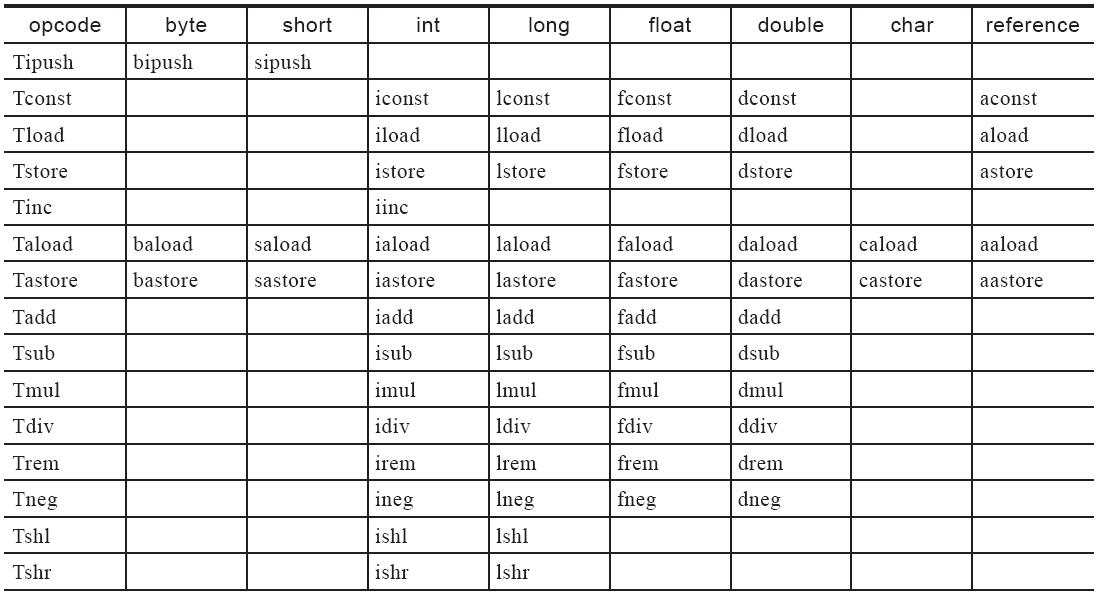 opcode byte short int long float double char reference
Tipush bipush sipush
Tconst iconst lconst fconst dconst aconst
Tload iload lload fload dload aload
Tstore istore lstore fstore dstore astore
Tinc iinc
Taload baload saload iaload laload faload daload caload aaload
Tastore bastore sastore iastore lastore fastore dastore castore aastore
Tadd iadd ladd fadd dadd
Tsub isub lsub fsub dsub
Tmul imul lmul fmul dmul
Tdiv idiv ldiv fdiv ddiv
Trem irem lrem frem drem
Tneg ineg lneg fneg dneg
Tshl ishl lshl
Tshr ishr lshr